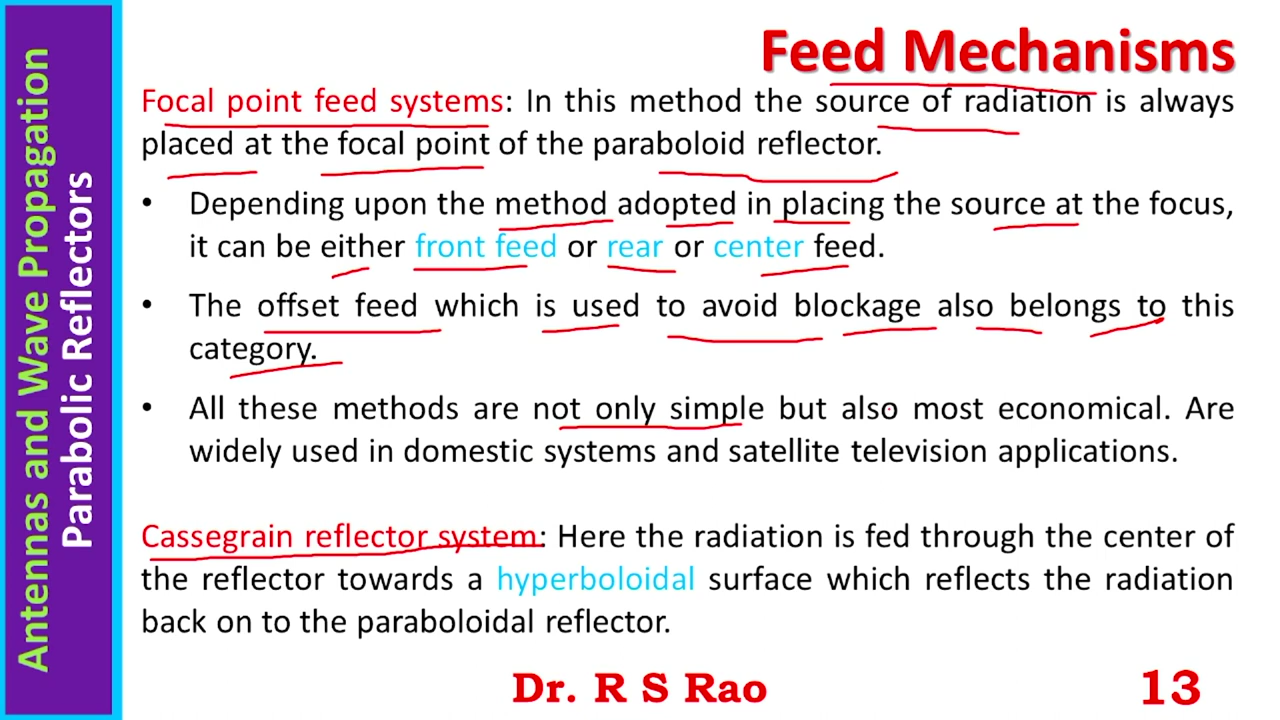 Antennas and Wave Propagation
Parabolic Reflectors
Feed Mechanisms
Focal point feed systems: In this method the source of radiation is always
placed at the focal point of the paraboloid reflector.
• Depending upon the method adopted in placing the source at the focus,
it can be either front feed or rear or center feed.
• The offset feed which is used to avoid blockage also belongs to this
category.
• All these methods are not only simple but also most economical. Are
widely used in domestic systems and satellite television applications.
Cassegrain reflector system: Here the radiation is fed through the center of
the reflector towards a hyperboloidal surface which reflects the radiation
back on to the paraboloidal reflector.
Dr. R S Rao
13